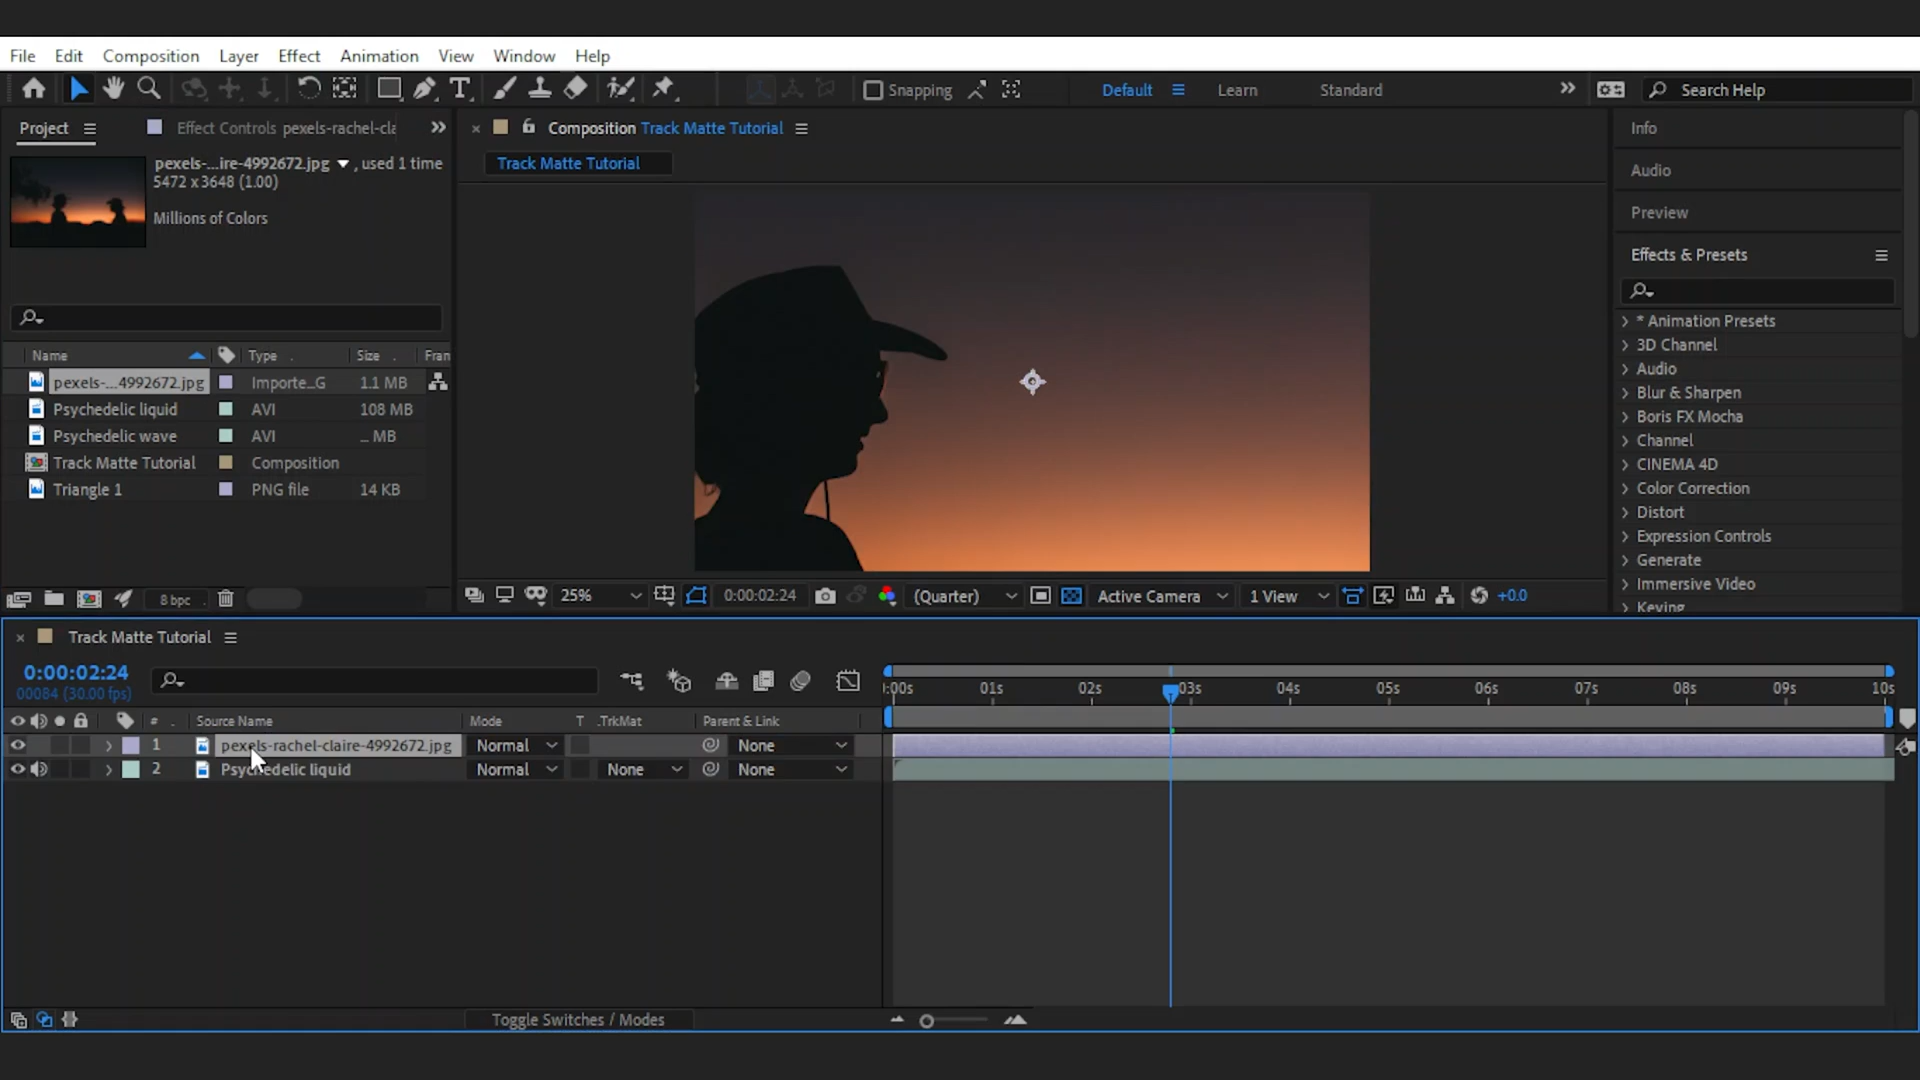 File Edit Composition Layer Effect Animation View Window Help
T Snapping Default Learn Standard Search Help
Project Effect Controls pexels-rachel-cla
Composition Track Matte Tutorial
Track Matte Tutorial
pexels-...ire-4992672.jpg , used 1 time
5472 x 3648 (1.00)
Millions of Colors
Name Type Size Fran
pexels-...4992672.jpg Importe...G 1.1 MB
Psychedelic liquid AVI 108 MB
Psychedelic wave AVI ... MB
Track Matte Tutorial Composition
Triangle 1 PNG file 14 KB
8 bpc
25% 0:00:02:24 (Quarter) Active Camera 1 View +0.0
Info
Audio
Preview
Effects & Presets
* Animation Presets
3D Channel
Audio
Blur & Sharpen
Boris FX Mocha
Channel
CINEMA 4D
Color Correction
Distort
Expression Controls
Generate
Immersive Video
Keying
Track Matte Tutorial
0:00:02:24
00084 (30.00 fps)
):00s 01s 02s 03s 04s 05s 06s 07s 08s 09s 10s
# Source Name Mode T .TrkMat Parent & Link
1 pexels-rachel-claire-4992672.jpg Normal None
2 Psychedelic liquid Normal None None
Toggle Switches / Modes